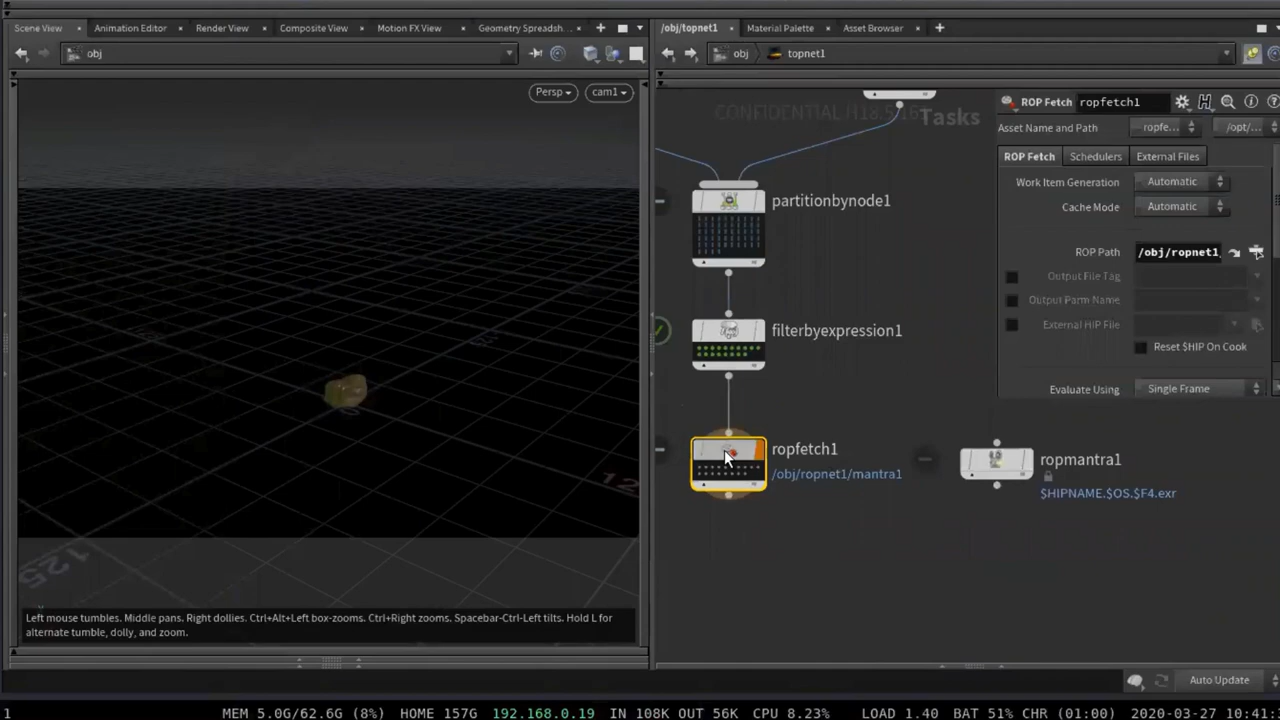 Scene View Animation Editor Render View Composite View Motion FX View Geometry Spreadsh...
obj
Persp cam1
Left mouse tumbles. Middle pans. Right dollies. Ctrl+Alt+Left box-zooms. Ctrl+Right zooms. Spacebar-Ctrl-Left tilts. Hold L for
alternate tumble, dolly, and zoom.
125
12
/obj/topnet1 Material Palette Asset Browser
obj topnet1
Tasks
partitionbynode1
filterbyexpression1
ropfetch1
/obj/ropnet1/mantra1
ropmantra1
$HIPNAME.$OS.$F4.exr
ROP Fetch ropfetch1
Asset Name and Path ropfe... /opt/...
ROP Fetch Schedulers External Files
Work Item Generation Automatic
Cache Mode Automatic
ROP Path /obj/ropnet1
Output File Tag
Output Parm Name
External HIP File
Reset $HIP On Cook
Evaluate Using Single Frame
Auto Update
1 MEM 5.0G/62.6G (8%) HOME 157G 192.168.0.19 IN 108K OUT 56K CPU 8.23% LOAD 1.40 BAT 51% CHR (01:00) 2020-03-27 10:41: